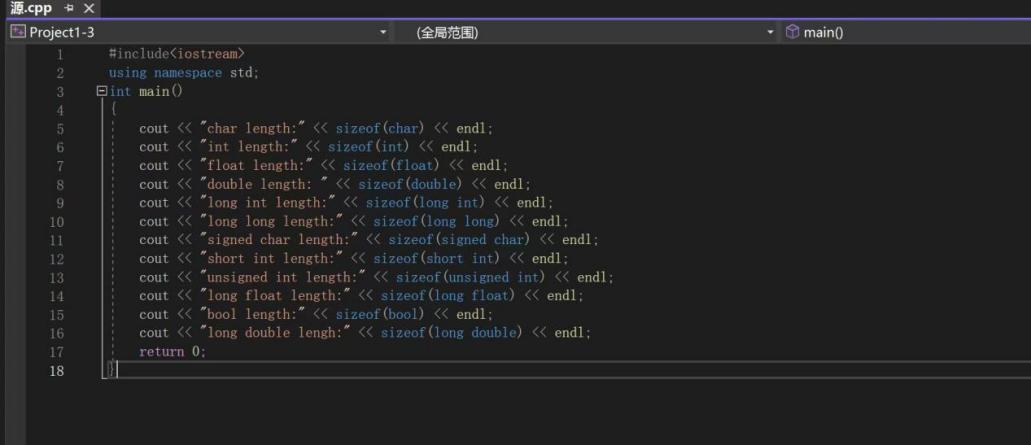 源.cpp
Project1-3 (全局范围) main()
1 #include<iostream>
2 using namespace std;
3 int main()
4 {
5 cout << "char length:" << sizeof(char) << endl;
6 cout << "int length:" << sizeof(int) << endl;
7 cout << "float length:" << sizeof(float) << endl;
8 cout << "double length: " << sizeof(double) << endl;
9 cout << "long int length:" << sizeof(long int) << endl;
10 cout << "long long length:" << sizeof(long long) << endl;
11 cout << "signed char length:" << sizeof(signed char) << endl;
12 cout << "short int length:" << sizeof(short int) << endl;
13 cout << "unsigned int length:" << sizeof(unsigned int) << endl;
14 cout << "long float length:" << sizeof(long float) << endl;
15 cout << "bool length:" << sizeof(bool) << endl;
16 cout << "long double lengh:" << sizeof(long double) << endl;
17 return 0;
18 }